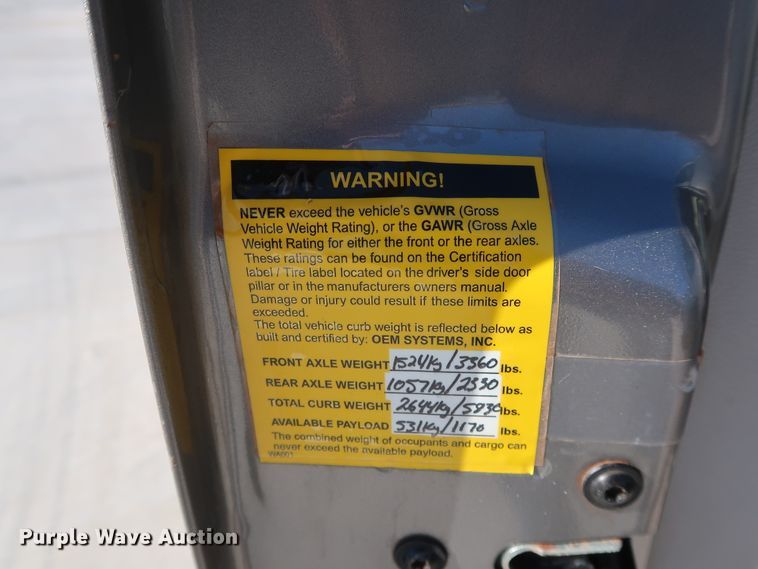 WARNING!
NEVER exceed the vehicle's GVWR (Gross
Vehicle Weight Rating), or the GAWR (Gross Axle
Weight Rating for either the front or the rear axles.
These ratings can be found on the Certification
label / Tire label located on the driver's side door
pillar or in the manufacturers owners manual.
Damage or injury could result if these limits are
exceeded.
The total vehicle curb weight is reflected below as
built and certified by: OEM SYSTEMS, INC.
FRONT AXLE WEIGHT 1524kg/3360 lbs.
REAR AXLE WEIGHT 1057kg/2330 lbs.
TOTAL CURB WEIGHT 2644kg/5830 lbs.
AVAILABLE PAYLOAD 531kg/1170 lbs.
The combined weight of occupants and cargo can
never exceed the available payload.
WA001
Purple Wave Auction®